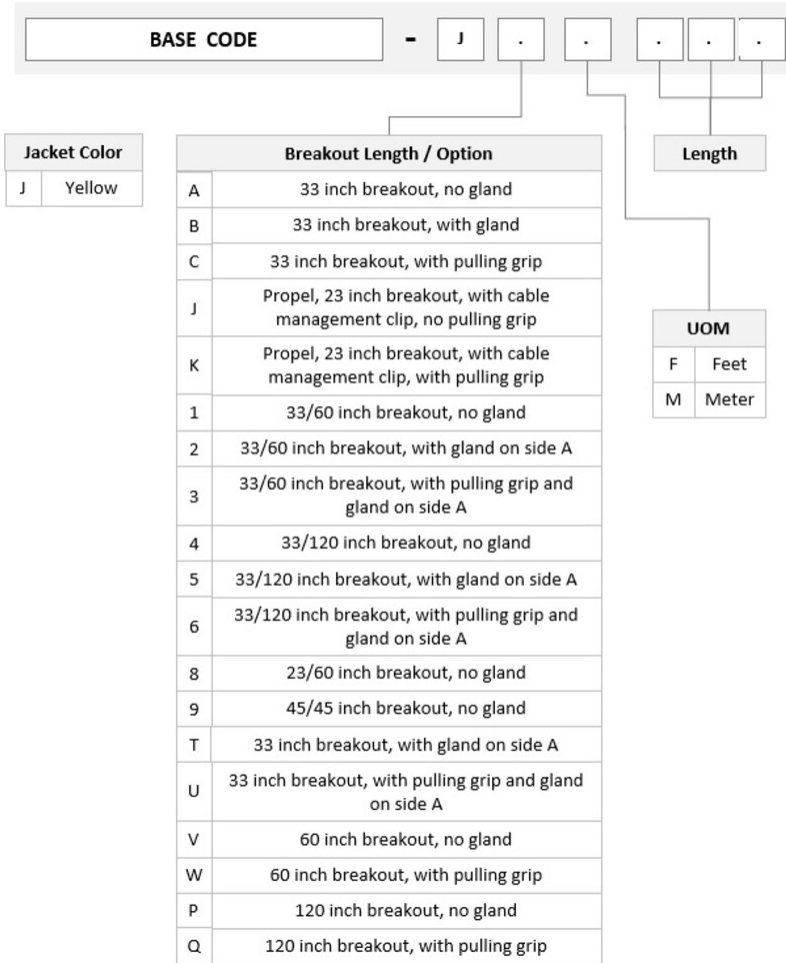 BASE CODE - J . . . . .
Jacket Color
J Yellow
Breakout Length / Option
A 33 inch breakout, no gland
B 33 inch breakout, with gland
C 33 inch breakout, with pulling grip
J Propel, 23 inch breakout, with cable
management clip, no pulling grip
K Propel, 23 inch breakout, with cable
management clip, with pulling grip
1 33/60 inch breakout, no gland
2 33/60 inch breakout, with gland on side A
3 33/60 inch breakout, with pulling grip and
gland on side A
4 33/120 inch breakout, no gland
5 33/120 inch breakout, with gland on side A
6 33/120 inch breakout, with pulling grip and
gland on side A
8 23/60 inch breakout, no gland
9 45/45 inch breakout, no gland
T 33 inch breakout, with gland on side A
U 33 inch breakout, with pulling grip and gland
on side A
V 60 inch breakout, no gland
W 60 inch breakout, with pulling grip
P 120 inch breakout, no gland
Q 120 inch breakout, with pulling grip
Length
UOM
F Feet
M Meter